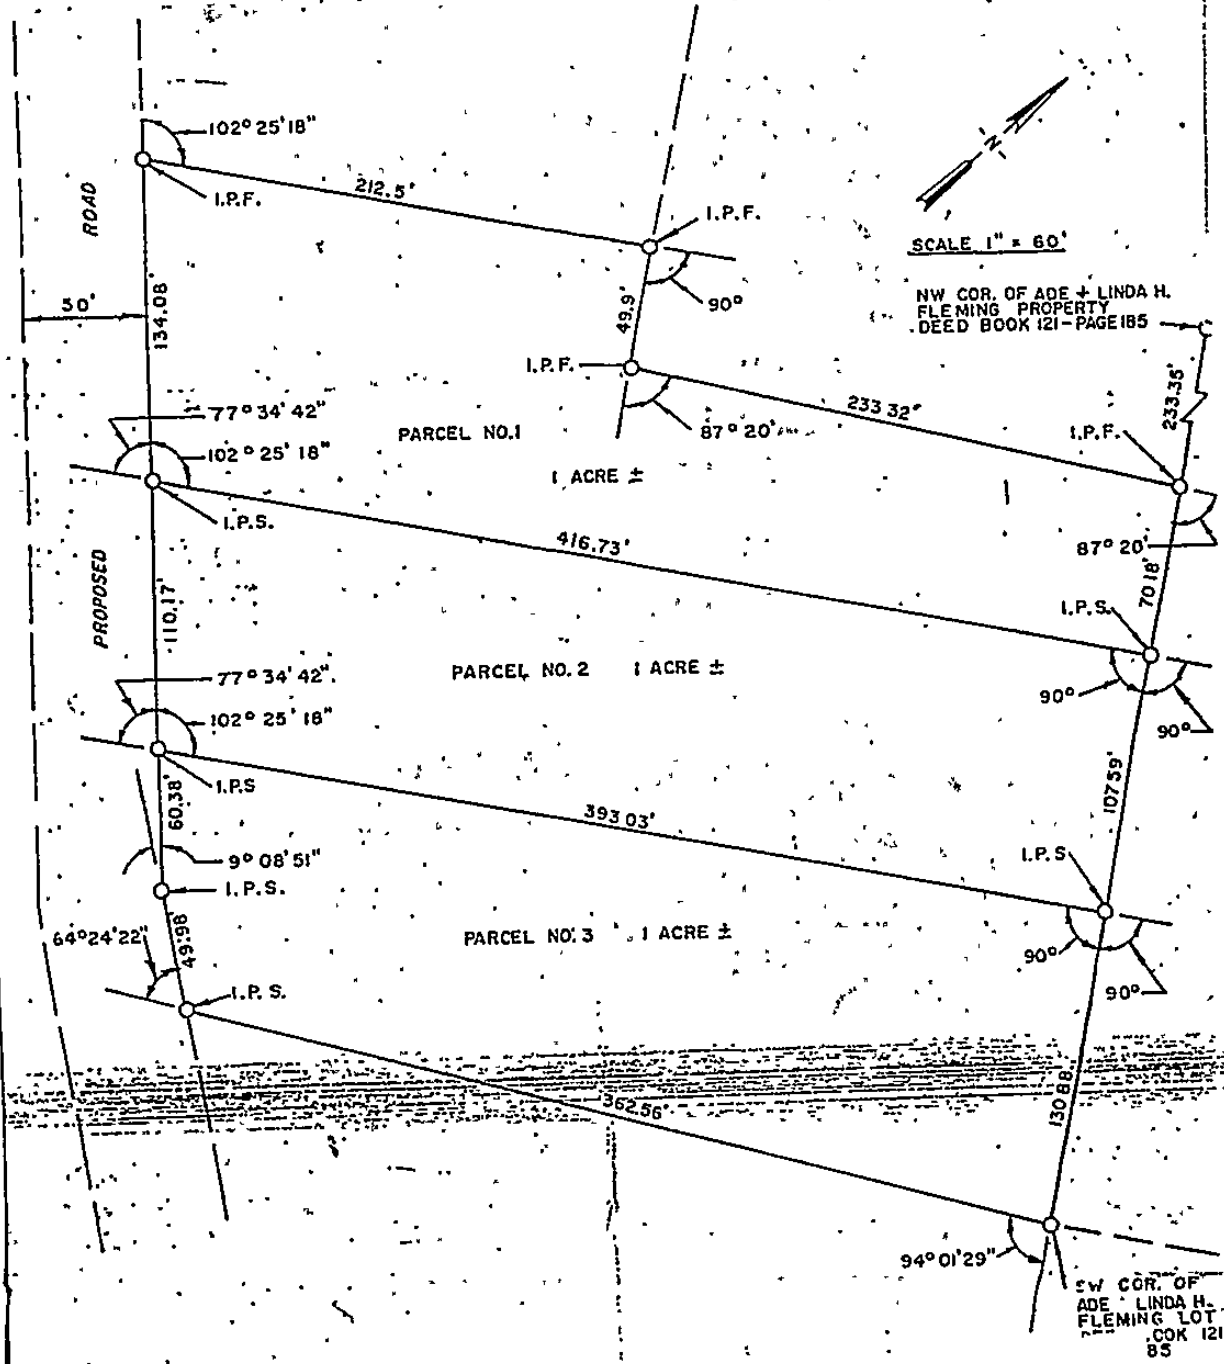 102° 25' 18"
I.P.F.
212.5'
I.P.F.
-N-
SCALE 1" = 60'
ROAD
50'
134.08'
90°
49.9'
NW COR. OF ADE + LINDA H.
FLEMING PROPERTY
DEED BOOK 121-PAGE 185
I.P.F.
233.35'
77° 34' 42"
233 32'
PARCEL NO. 1
87° 20'
I.P.F.
102° 25' 18"
1 ACRE ±
I.P.S.
416.73'
87° 20'
PROPOSED
110.17'
70 18'
I.P.S.
77° 34' 42"
PARCEL NO. 2 1 ACRE ±
102° 25' 18"
90°
90°
I.P.S
60.38'
393 03'
107 59'
9° 08' 51"
I.P.S
I.P.S.
64° 24' 22"
49.98'
PARCEL NO. 3 1 ACRE ±
90°
90°
I.P.S.
362.56'
130.88
94° 01' 29"
SW COR. OF
ADE LINDA H.
FLEMING LOT
OOK 121
85